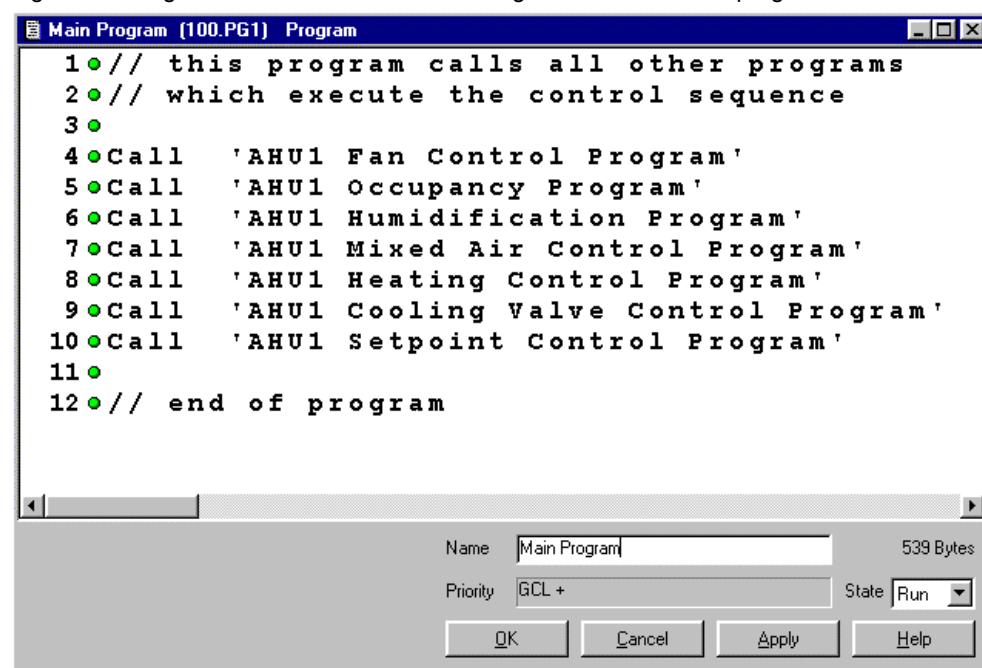 Main Program (100.PG1) Program
1 // this program calls all other programs
2 // which execute the control sequence
3
4 Call 'AHU1 Fan Control Program'
5 Call 'AHU1 Occupancy Program'
6 Call 'AHU1 Humidification Program'
7 Call 'AHU1 Mixed Air Control Program'
8 Call 'AHU1 Heating Control Program'
9 Call 'AHU1 Cooling Valve Control Program'
10 Call 'AHU1 Setpoint Control Program'
11
12 // end of program
Name Main Program 539 Bytes
Priority GCL + State Run
OK Cancel Apply Help